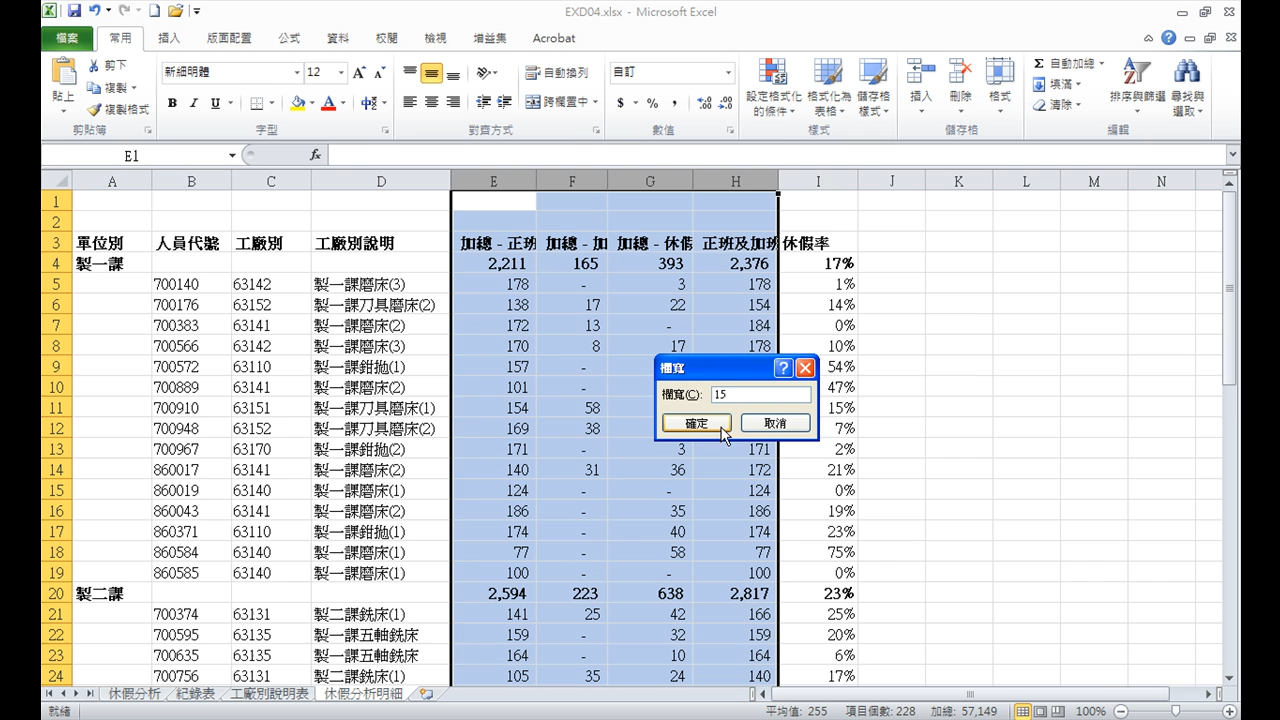 EXD04.xlsx - Microsoft Excel
檔案 常用 插入 版面配置 公式 資料 校閱 檢視 增益集 Acrobat
貼上 剪下 複製 複製格式 剪貼簿
新細明體 12 B I U 字型
自動換列 跨欄置中 對齊方式
自訂 $ % , 數值
設定格式化的條件 格式化為表格 儲存格樣式 樣式
插入 刪除 格式 儲存格
自動加總 填滿 清除 排序與篩選 尋找與選取 編輯
E1 fx
A B C D E F G H I J K L M N
1
2
3 單位別 人員代號 工廠別 工廠別說明 加總 - 正班 加總 - 加 加總 - 休假 正班及加班 休假率
4 製一課 2,211 165 393 2,376 17%
5 700140 63142 製一課磨床(3) 178 - 3 178 1%
6 700176 63152 製一課刀具磨床(2) 138 17 22 154 14%
7 700383 63141 製一課磨床(2) 172 13 - 184 0%
8 700566 63142 製一課磨床(3) 170 8 17 178 10%
9 700572 63110 製一課鉗拋(1) 157 - 54%
10 700889 63141 製一課磨床(2) 101 - 47%
11 700910 63151 製一課刀具磨床(1) 154 58 15%
12 700948 63152 製一課刀具磨床(2) 169 38 7%
13 700967 63170 製一課鉗拋(2) 171 - 3 171 2%
14 860017 63141 製一課磨床(2) 140 31 36 172 21%
15 860019 63140 製一課磨床(1) 124 - - 124 0%
16 860043 63141 製一課磨床(2) 186 - 35 186 19%
17 860371 63110 製一課鉗拋(1) 174 - 40 174 23%
18 860584 63140 製一課磨床(1) 77 - 58 77 75%
19 860585 63140 製一課磨床(1) 100 - - 100 0%
20 製二課 2,594 223 638 2,817 23%
21 700374 63131 製二課銑床(1) 141 25 42 166 25%
22 700595 63135 製一課五軸銑床 159 - 32 159 20%
23 700635 63135 製一課五軸銑床 164 - 10 164 6%
24 700756 63131 製二課銑床(1) 105 35 24 140 17%
欄寬
欄寬(C): 15
確定 取消
休假分析 紀錄表 工廠別說明表 休假分析明細
就緒 平均值: 255 項目個數: 228 加總: 57,149 100%